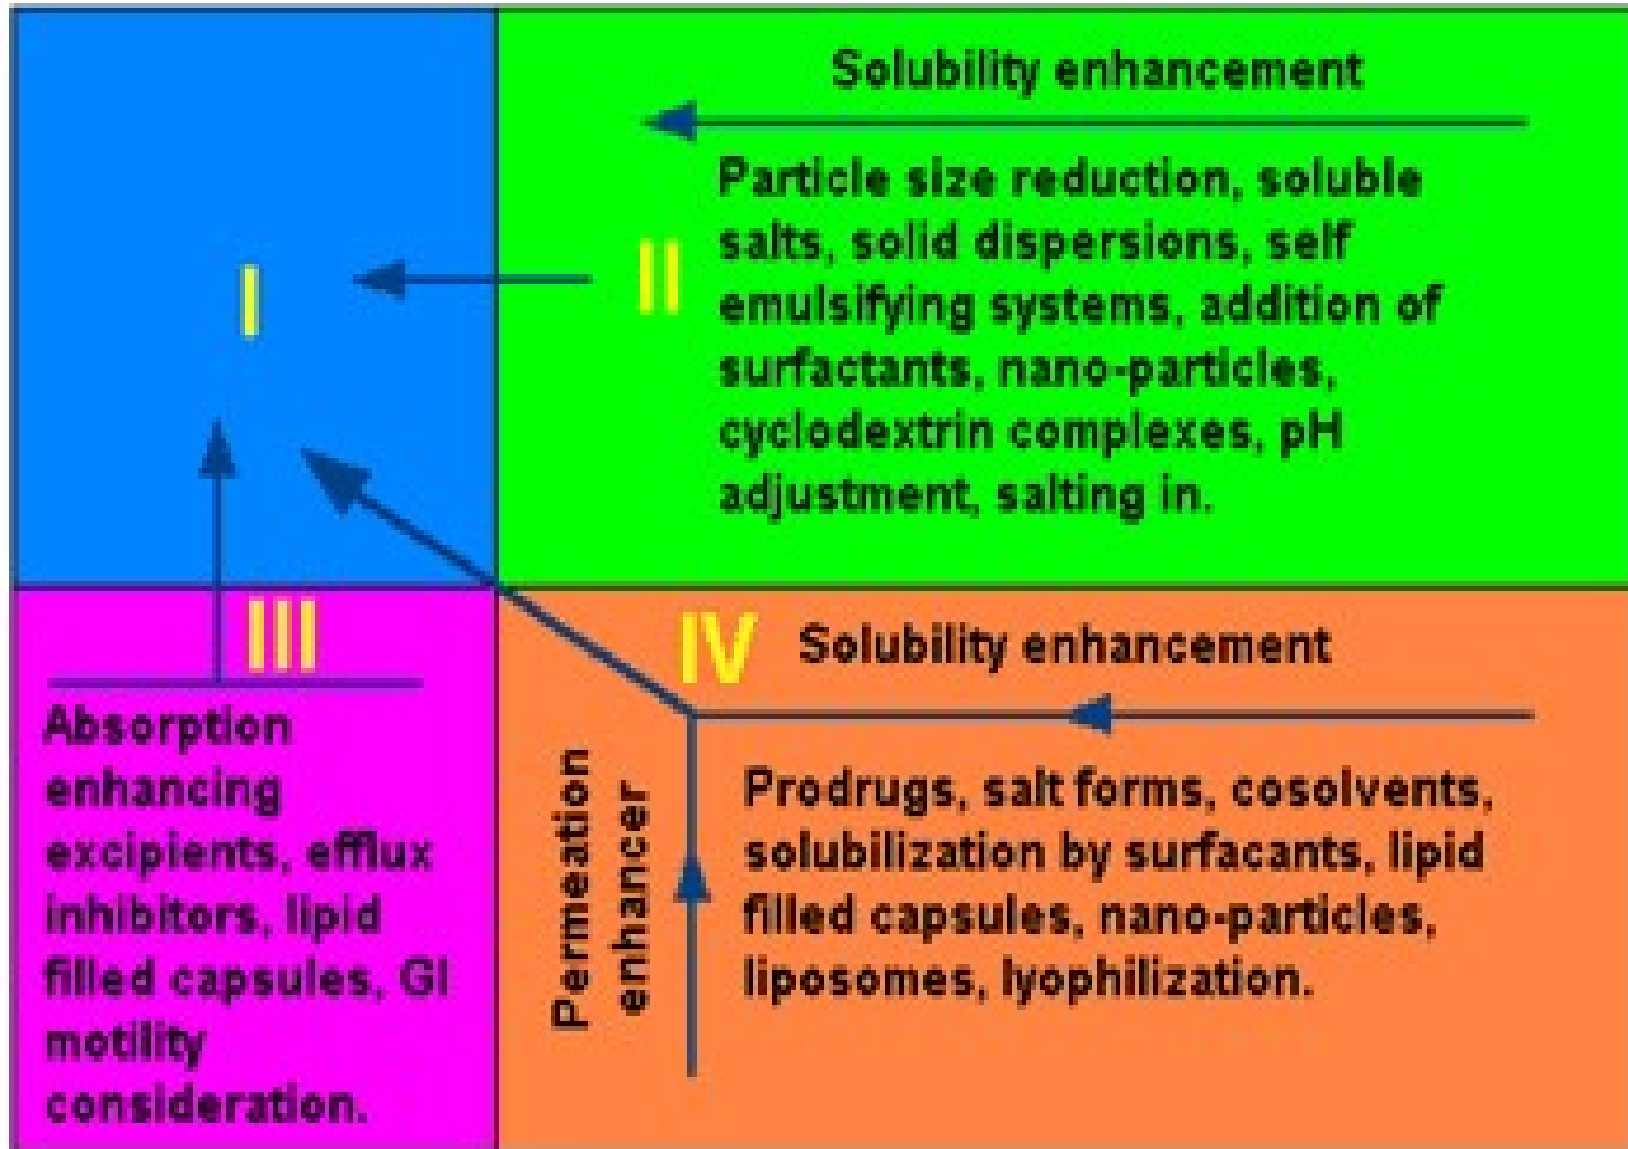 Solubility enhancement
Particle size reduction, soluble
salts, solid dispersions, self
emulsifying systems, addition of
surfactants, nano-particles,
cyclodextrin complexes, pH
adjustment, salting in.
I
II
III
Absorption
enhancing
excipients, efflux
inhibitors, lipid
filled capsules, GI
motility
consideration.
IV
Solubility enhancement
Permeation
enhancer
Prodrugs, salt forms, cosolvents,
solubilization by surfacants, lipid
filled capsules, nano-particles,
liposomes, lyophilization.